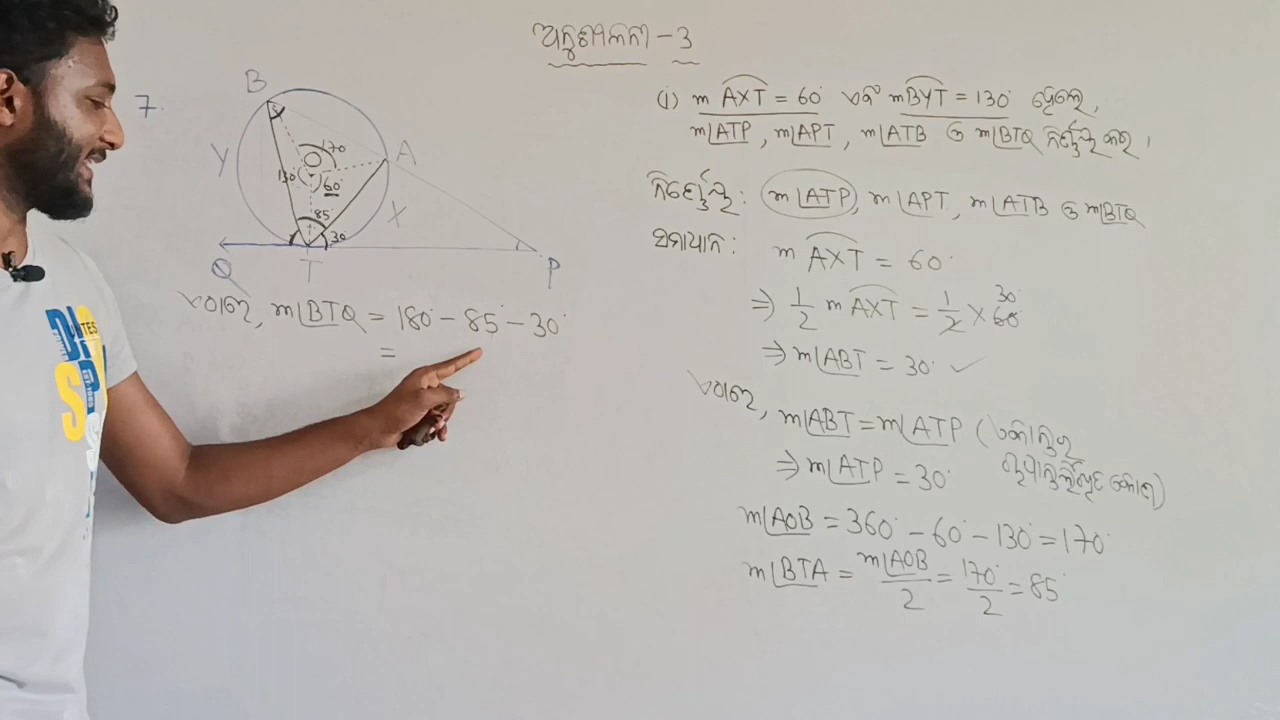 ଅନୁଶୀଳନୀ - 3
7.
B
Y
O
170°
A
130°
60°
X
85°
30
Q
T
P
ଏଠାରେ, m∠BTQ = 180° - 85° - 30°
=
(i) m AXT = 60° ଏବଂ m BYT = 130° ହେଲେ,
m∠ATP, m∠APT, m∠ATB ଓ m∠BTQ ନିର୍ଣ୍ଣୟ କର ।
ନିର୍ଣ୍ଣେୟ : m∠ATP, m∠APT, m∠ATB ଓ m∠BTQ
ସମାଧାନ : m AXT = 60°
⇒ 1/2 m AXT = 1/2 × 60° 30°
⇒ m∠ABT = 30° ✓
ଏଠାରେ, m∠ABT = m∠ATP (ଏକାନ୍ତର
⇒ m∠ATP = 30° କୋଣ)
m∠AOB = 360° - 60° - 130° = 170°
m∠BTA = m∠AOB/2 = 170°/2 = 85°